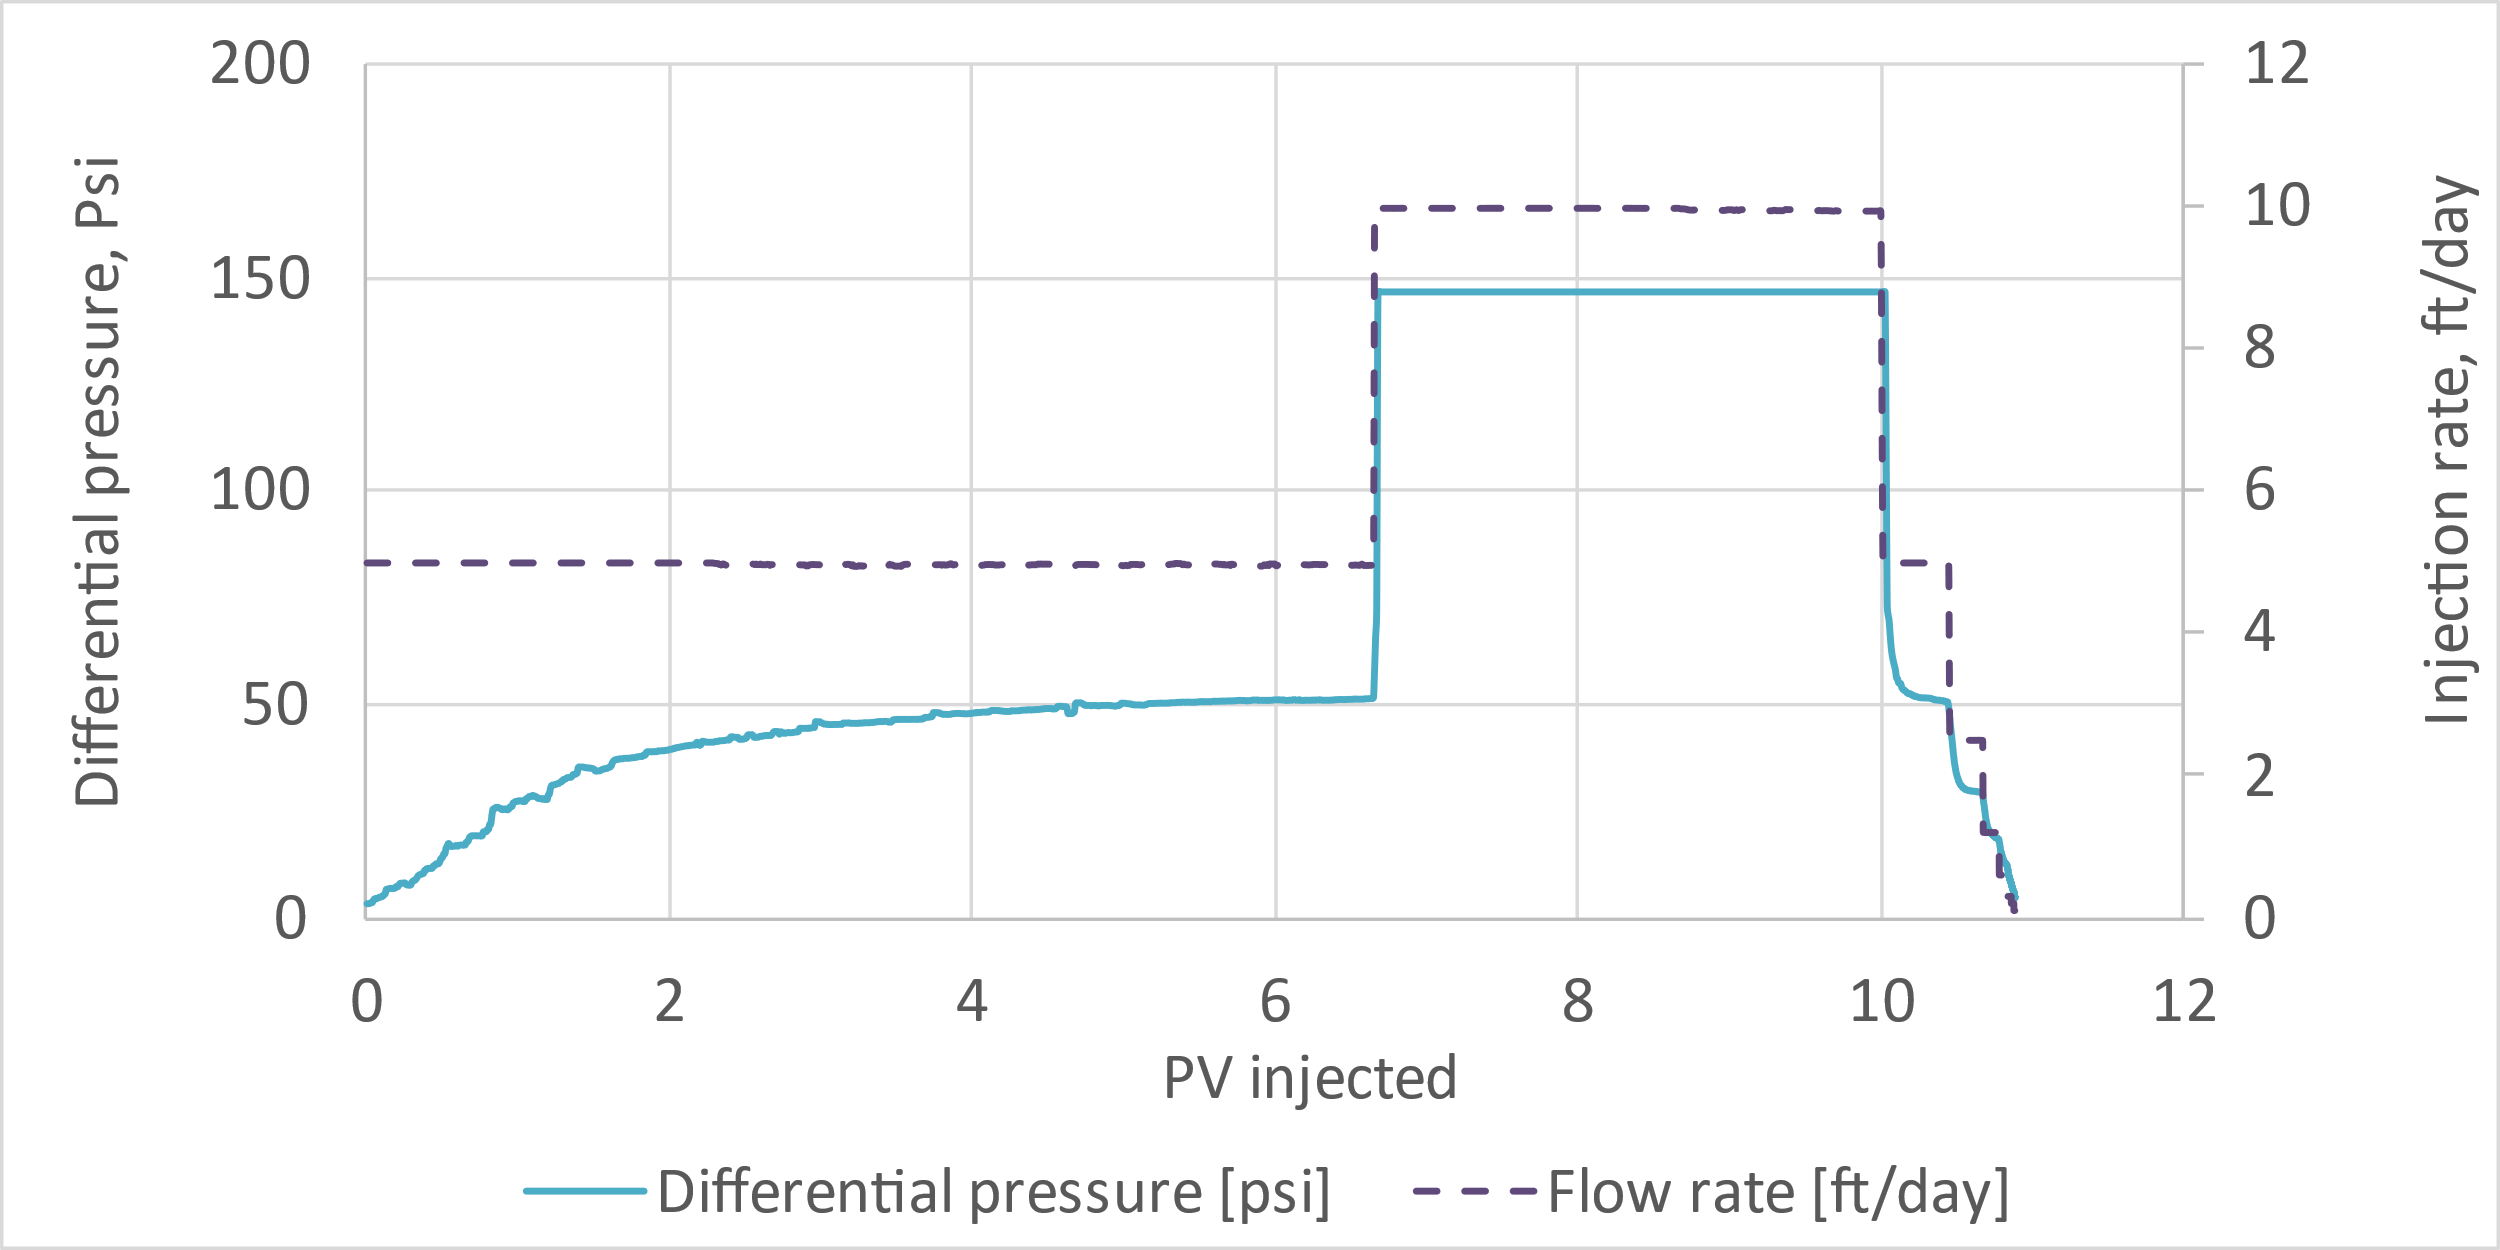 200
150
100
50
0
Differential pressure, Psi
12
10
8
6
4
2
0
Injection rate, ft/day
0 2 4 6 8 10 12
PV injected
Differential pressure [psi] Flow rate [ft/day]